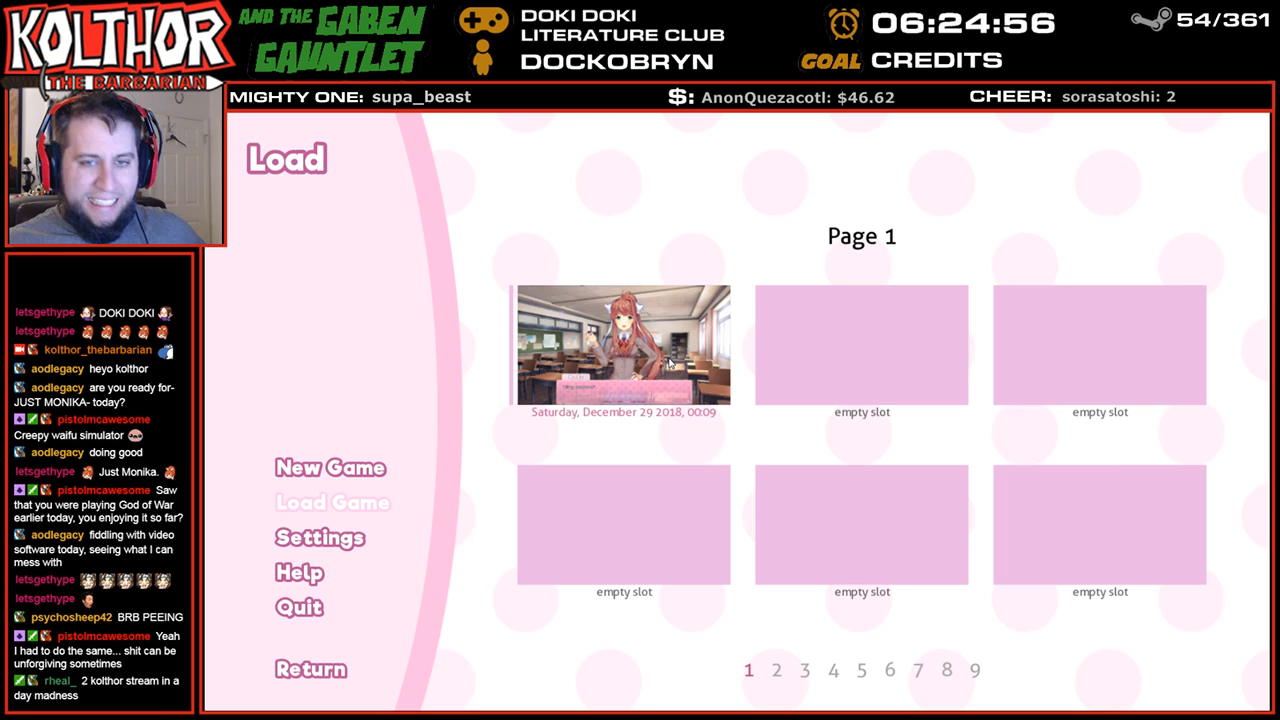 KOLTHOR
THE BARBARIAN
AND THE GABEN
GAUNTLET
DOKI DOKI
LITERATURE CLUB
DOCKOBRYN
06:24:56
GOAL CREDITS
54/361
MIGHTY ONE: supa_beast
$: AnonQuezacotl: $46.62
CHEER: sorasatoshi: 2
Load
Page 1
Saturday, December 29 2018, 00:09
empty slot
empty slot
empty slot
empty slot
empty slot
New Game
Load Game
Settings
Help
Quit
Return
1 2 3 4 5 6 7 8 9
letsgethype DOKI DOKI
letsgethype
kolthor_thebarbarian
aodlegacy heyo kolthor
aodlegacy are you ready for-
JUST MONIKA- today?
pistolmcawesome
Creepy waifu simulator
aodlegacy doing good
letsgethype Just Monika.
pistolmcawesome Saw
that you were playing God of War
earlier today, you enjoying it so far?
aodlegacy fiddling with video
software today, seeing what I can
mess with
letsgethype
letsgethype
psychosheep42 BRB PEEING
pistolmcawesome Yeah
I had to do the same... shit can be
unforgiving sometimes
rheal_ 2 kolthor stream in a
day madness